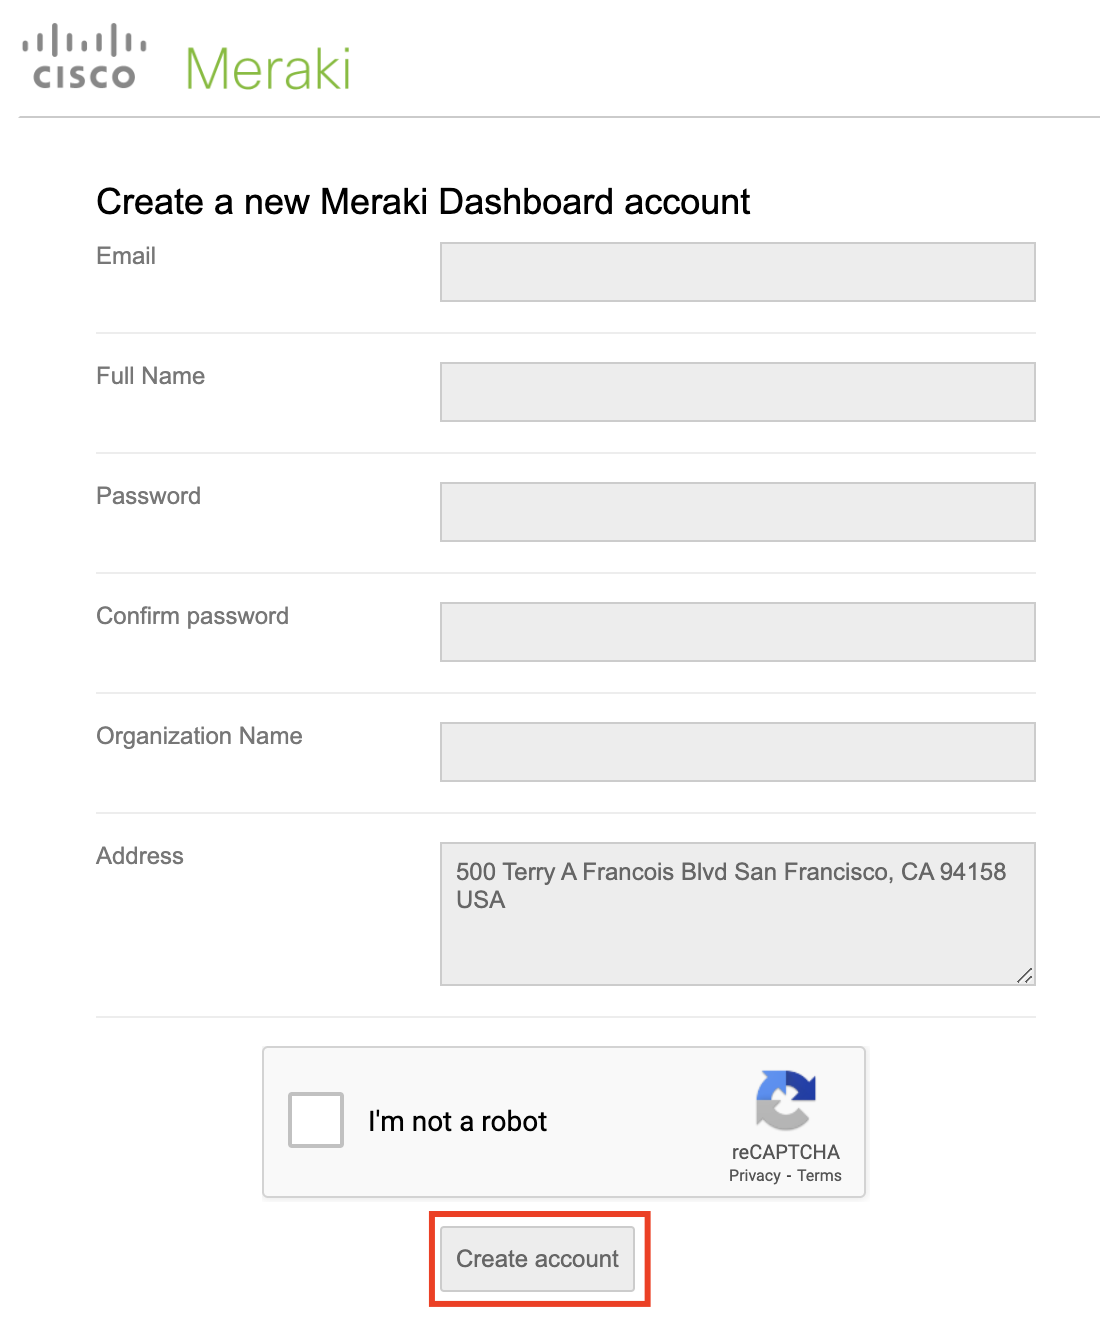 cisco Meraki
Create a new Meraki Dashboard account
Email
Full Name
Password
Confirm password
Organization Name
Address
500 Terry A Francois Blvd San Francisco, CA 94158
USA
I'm not a robot
reCAPTCHA
Privacy - Terms
Create account